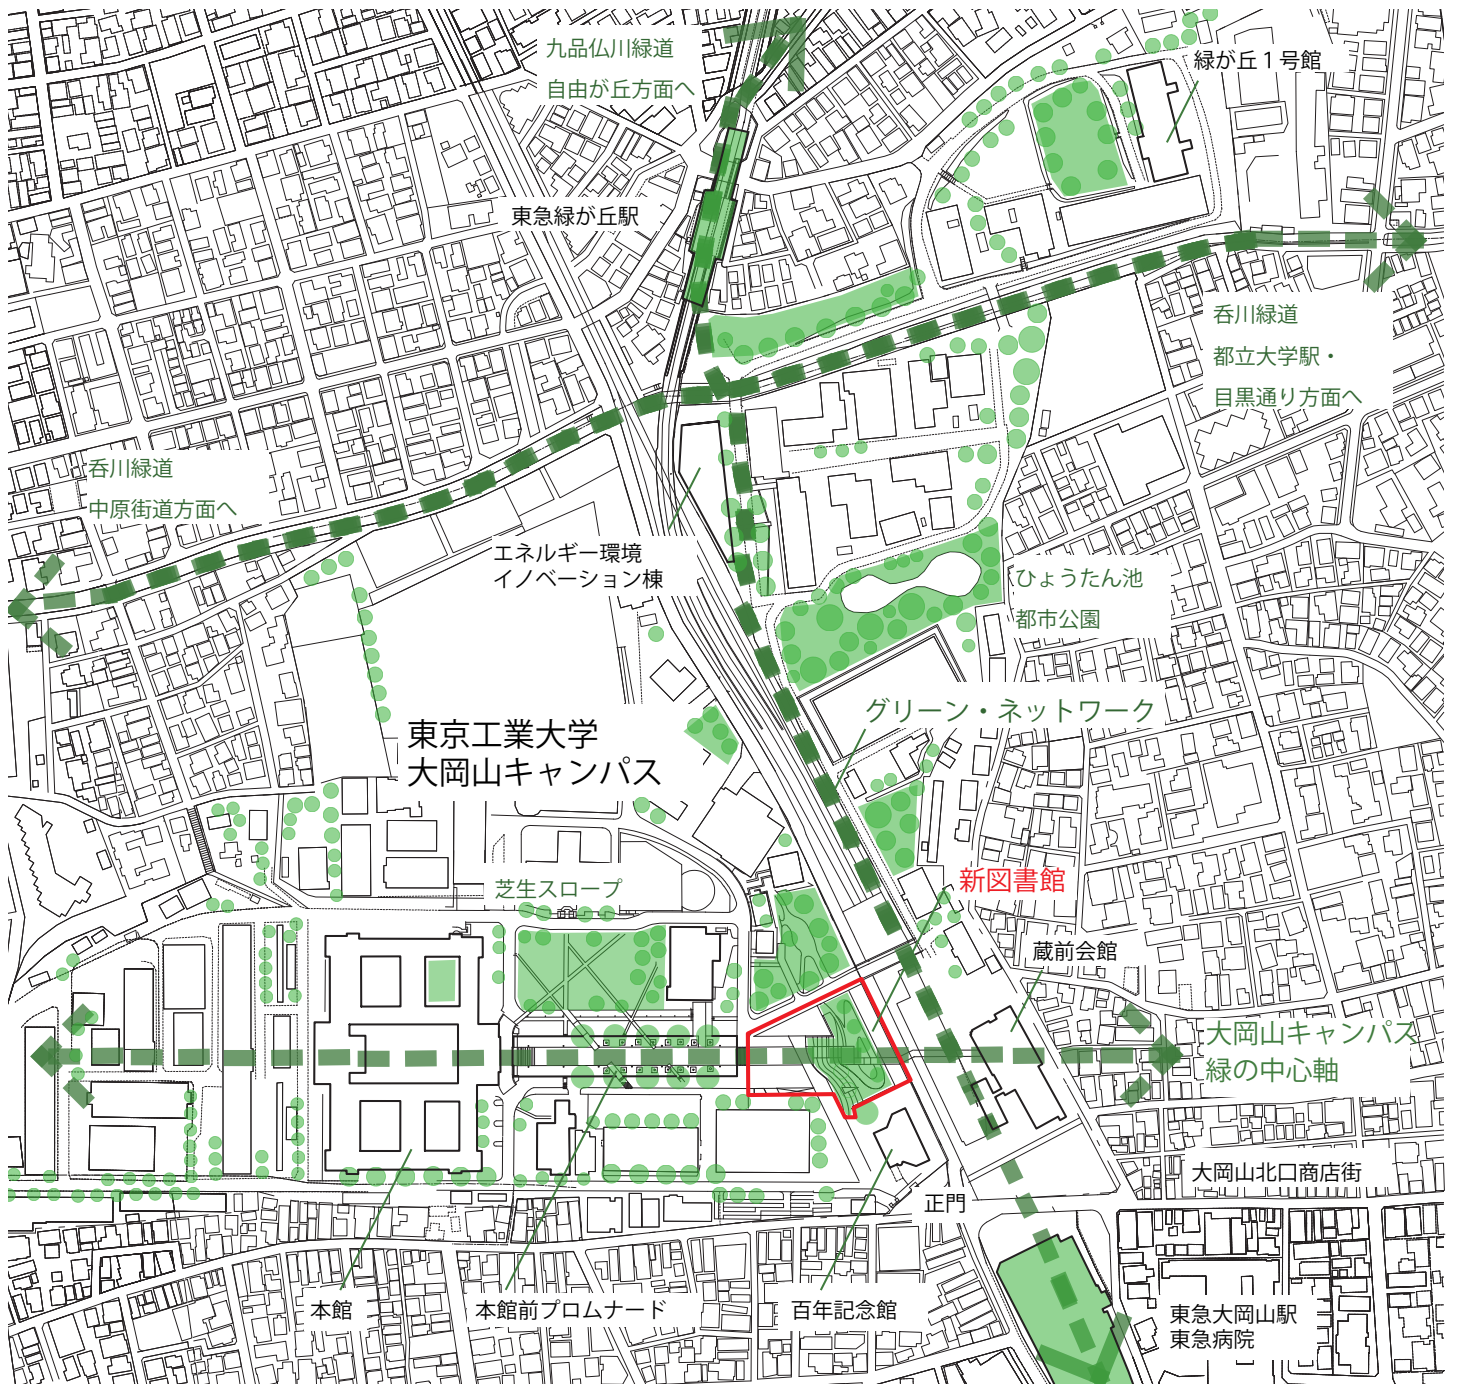 九品仏川緑道
自由が丘方面へ
緑が丘１号館
東急緑が丘駅
呑川緑道
都立大学駅・
目黒通り方面へ
呑川緑道
中原街道方面へ
エネルギー環境
イノベーション棟
ひょうたん池
都市公園
グリーン・ネットワーク
東京工業大学
大岡山キャンパス
芝生スロープ
新図書館
蔵前会館
大岡山キャンパス
緑の中心軸
大岡山北口商店街
正門
本館
本館前プロムナード
百年記念館
東急大岡山駅
東急病院